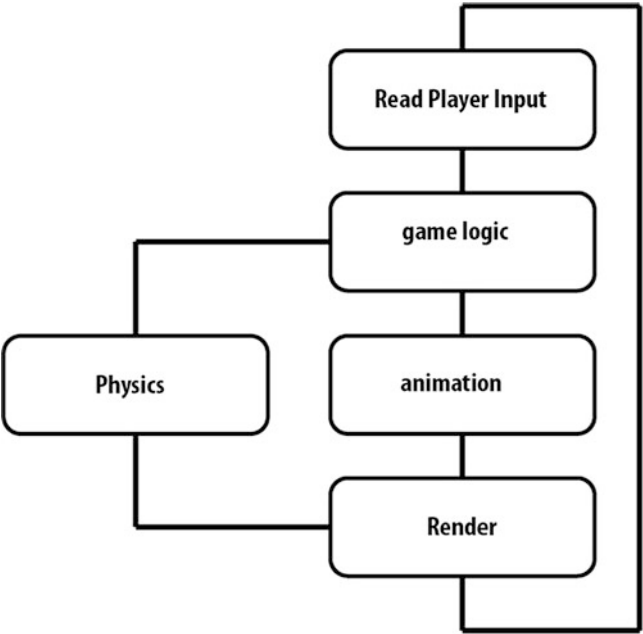 Read Player Input
game logic
Physics
animation
Render